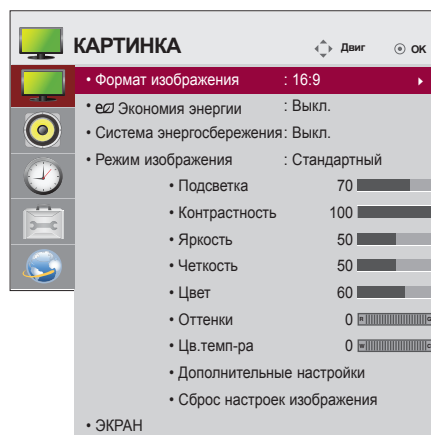 КАРТИНКА Двиг ОК
• Формат изображения : 16:9
• Экономия энергии : Выкл.
• Система энергосбережения: Выкл.
• Режим изображения : Стандартный
• Подсветка 70
• Контрастность 100
• Яркость 50
• Четкость 50
• Цвет 60
• Оттенки 0 R G
• Цв.темп-ра 0 W C
• Дополнительные настройки
• Сброс настроек изображения
• ЭКРАН